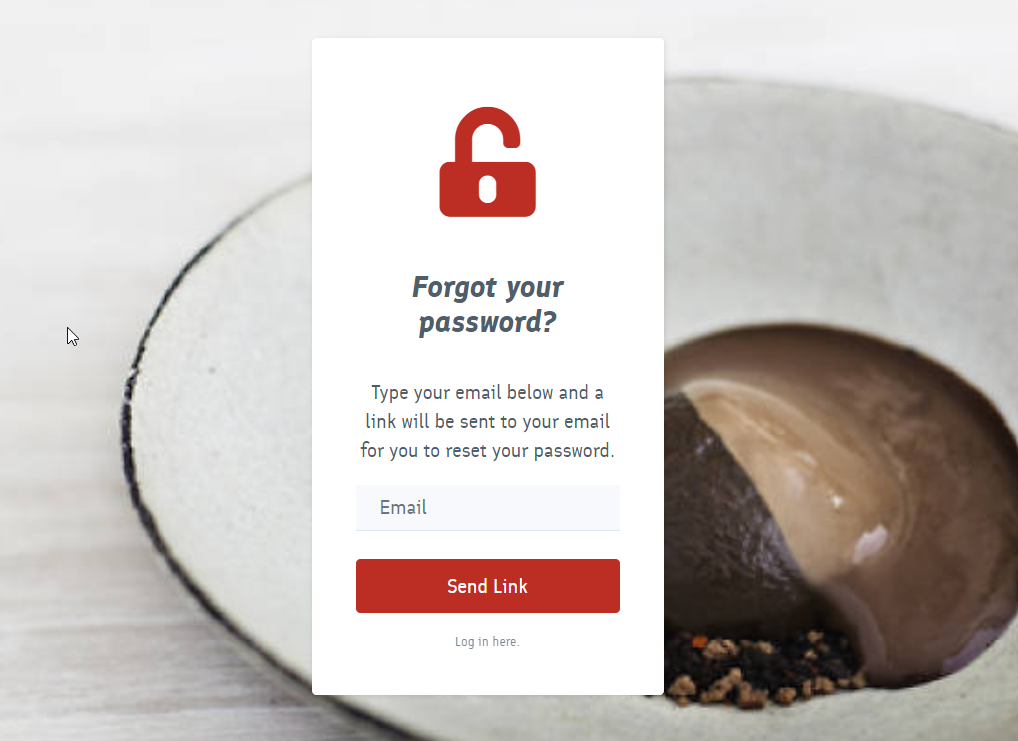 Forgot your
password?
Type your email below and a
link will be sent to your email
for you to reset your password.
Email
Send Link
Log in here.